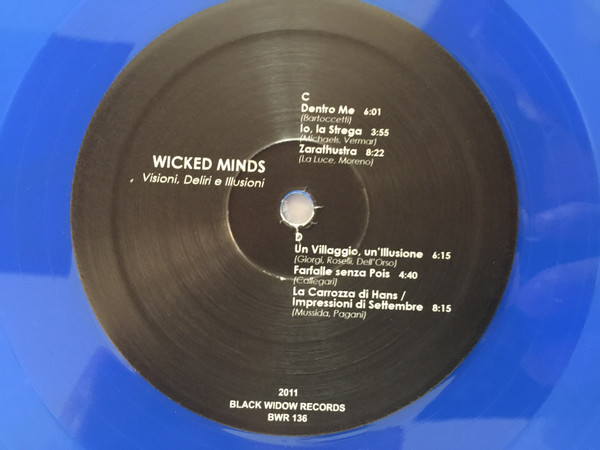 WICKED MINDS
Visioni, Deliri e Illusioni
C
Dentro Me 6:01
(Bartoccetti)
Io, la Strega 3:55
(Michaels, Vermar)
Zarathustra 8:22
(La Luce, Moreno)
D
Un Villaggio, un'Illusione 6:15
(Giorgi, Roselli, Dell'Orso)
Farfalle senza Pois 4:40
(Callegari)
La Carrozza di Hans /
Impressioni di Settembre 8:15
(Mussida, Pagani)
2011
BLACK WIDOW RECORDS
BWR 136